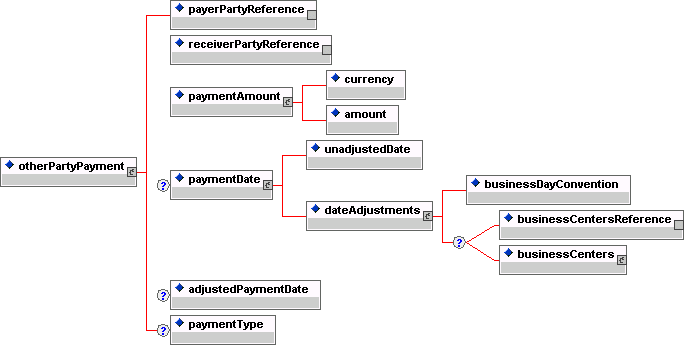 payerPartyReference
receiverPartyReference
currency
paymentAmount
amount
unadjustedDate
otherPartyPayment
? paymentDate
businessDayConvention
dateAdjustments
businessCentersReference
?
businessCenters
? adjustedPaymentDate
? paymentType